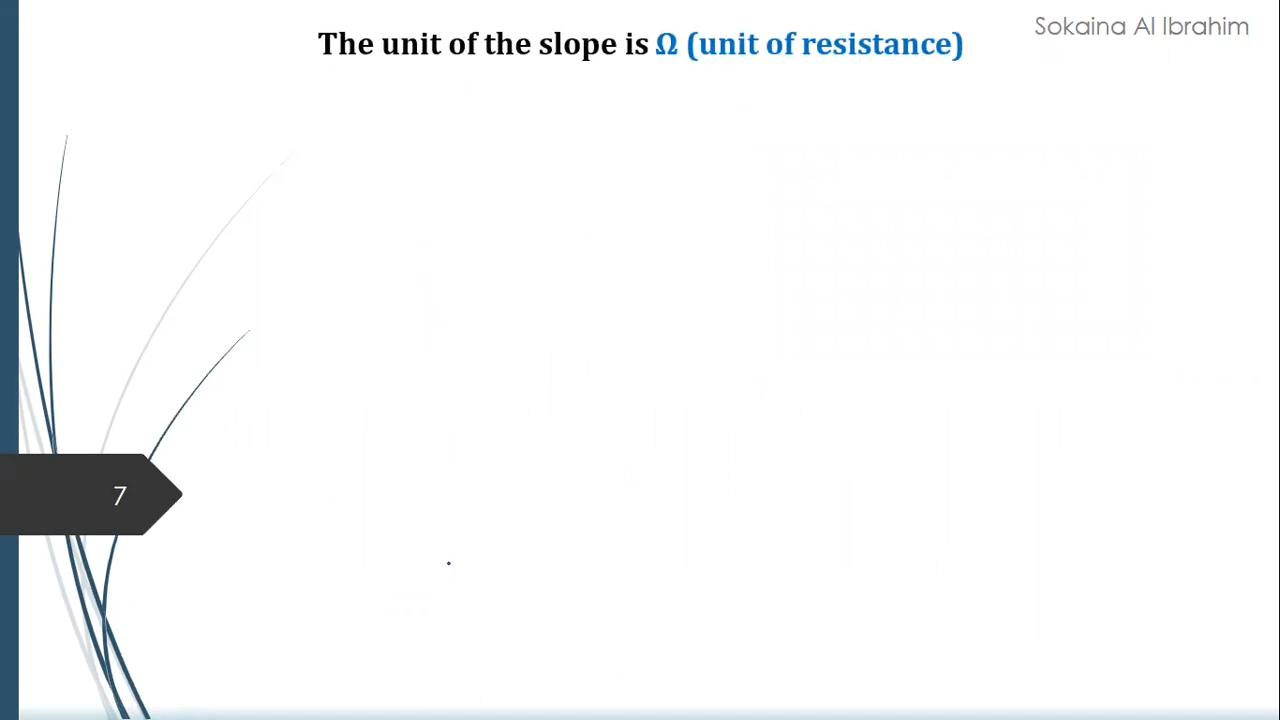 The unit of the slope is Ω (unit of resistance)
Sokaina Al Ibrahim
7